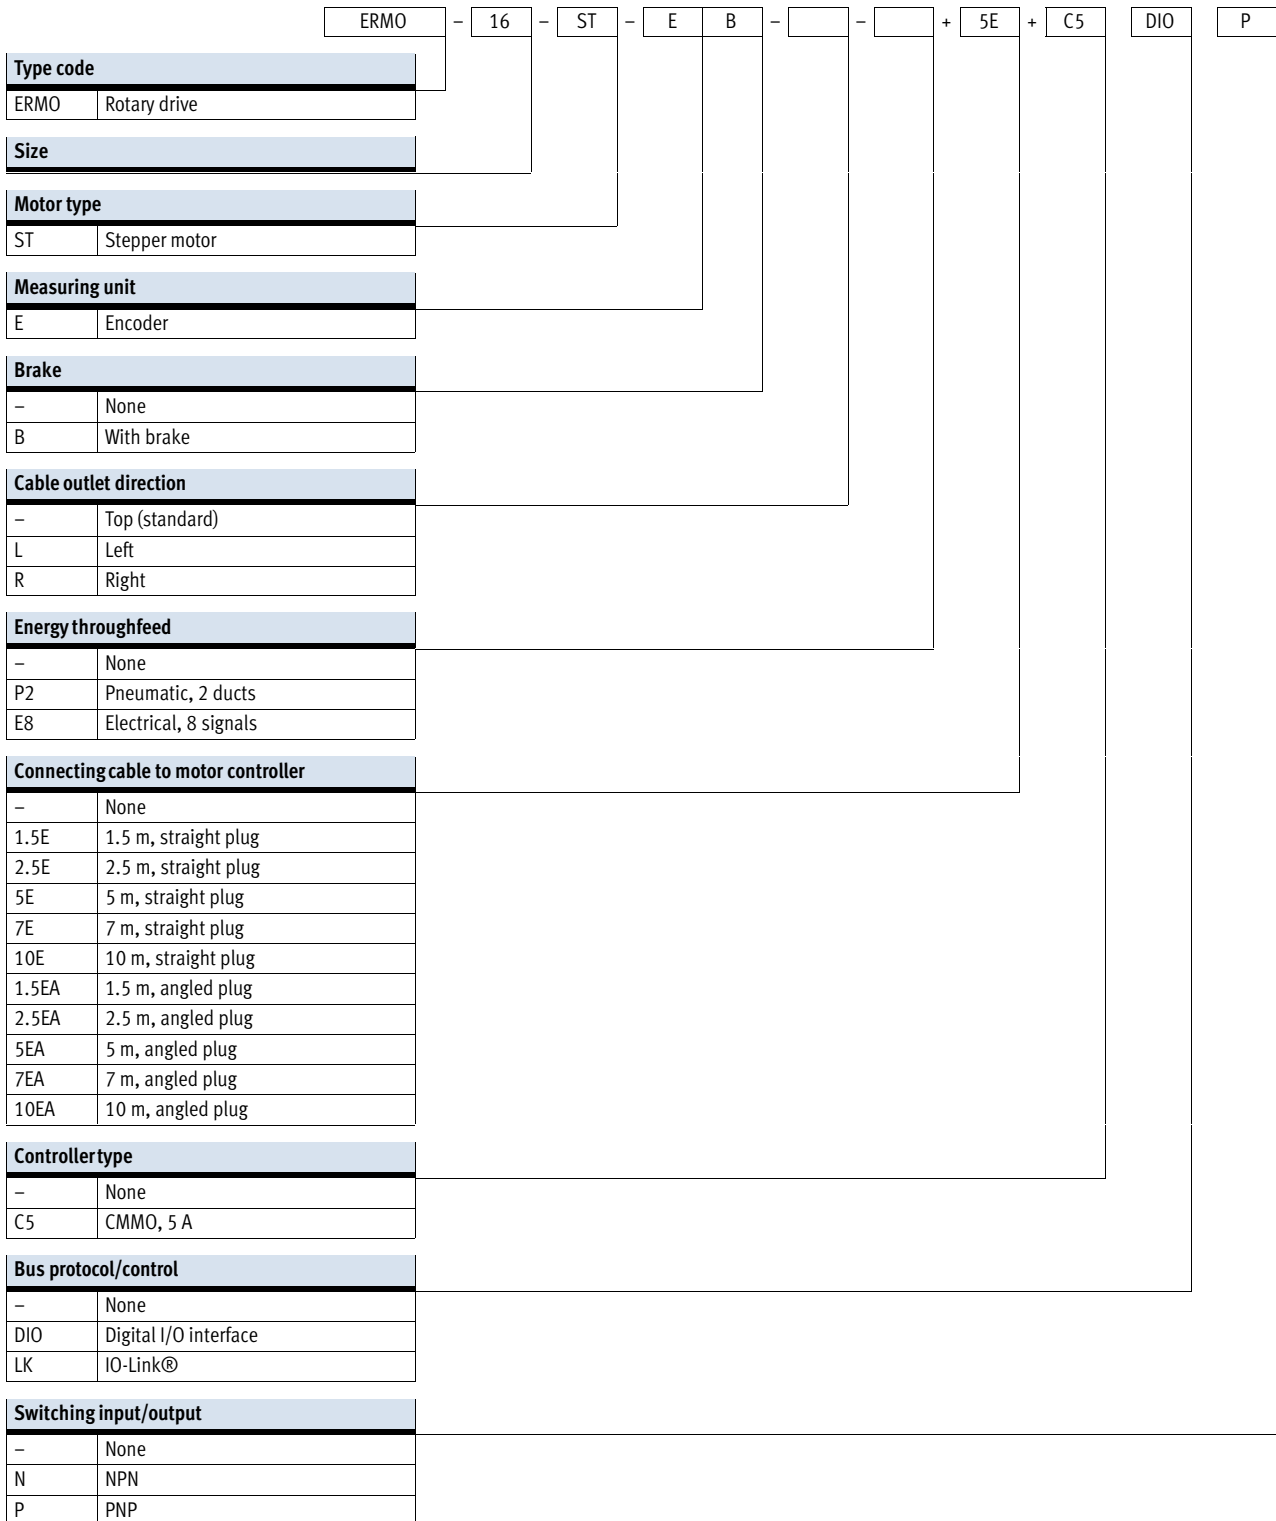 ERMO – 16 – ST – E B – – + 5E + C5 DIO P
Type code
ERMO Rotary drive
Size
Motor type
ST Stepper motor
Measuring unit
E Encoder
Brake
– None
B With brake
Cable outlet direction
– Top (standard)
L Left
R Right
Energy throughfeed
– None
P2 Pneumatic, 2 ducts
E8 Electrical, 8 signals
Connecting cable to motor controller
– None
1.5E 1.5 m, straight plug
2.5E 2.5 m, straight plug
5E 5 m, straight plug
7E 7 m, straight plug
10E 10 m, straight plug
1.5EA 1.5 m, angled plug
2.5EA 2.5 m, angled plug
5EA 5 m, angled plug
7EA 7 m, angled plug
10EA 10 m, angled plug
Controller type
– None
C5 CMMO, 5 A
Bus protocol/control
– None
DIO Digital I/O interface
LK IO-Link®
Switching input/output
– None
N NPN
P PNP